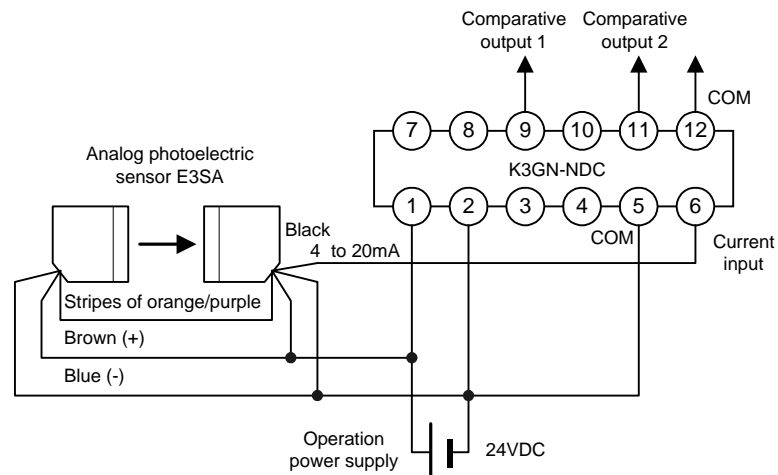 Comparative
output 1
Comparative
output 2
COM
7 8 9 10 11 12
K3GN-NDC
Analog photoelectric
sensor E3SA
1 2 3 4 5 6
Black
4 to 20mA
COM
Current
input
Stripes of orange/purple
Brown (+)
Blue (-)
Operation
power supply
24VDC